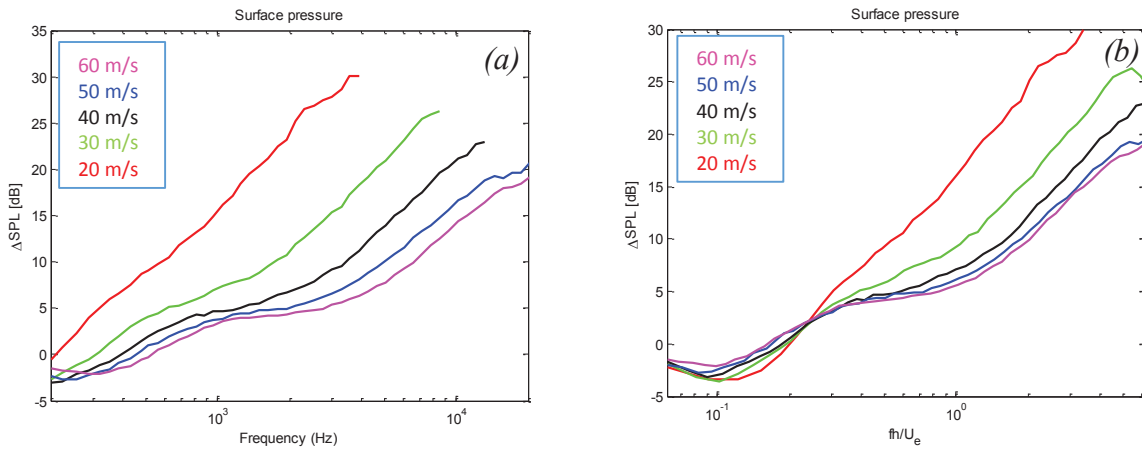 Surface pressure
(a)
60 m/s
50 m/s
40 m/s
30 m/s
20 m/s
35
30
25
20
15
10
5
0
-5
ΔSPL [dB]
10³
10⁴
Frequency (Hz)
Surface pressure
(b)
60 m/s
50 m/s
40 m/s
30 m/s
20 m/s
30
25
20
15
10
5
0
-5
ΔSPL [dB]
10⁻¹
10⁰
fh/Uₑ